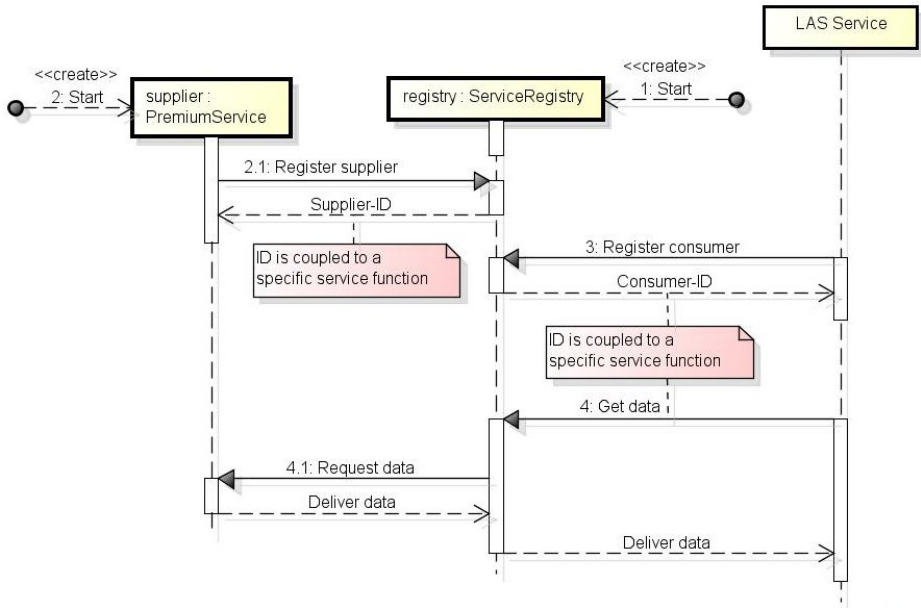 LAS Service
<<create>>
2: Start
supplier :
PremiumService
registry : ServiceRegistry
<<create>>
1: Start
2.1: Register supplier
Supplier-ID
ID is coupled to a
specific service function
3: Register consumer
Consumer-ID
ID is coupled to a
specific service function
4: Get data
4.1: Request data
Deliver data
Deliver data